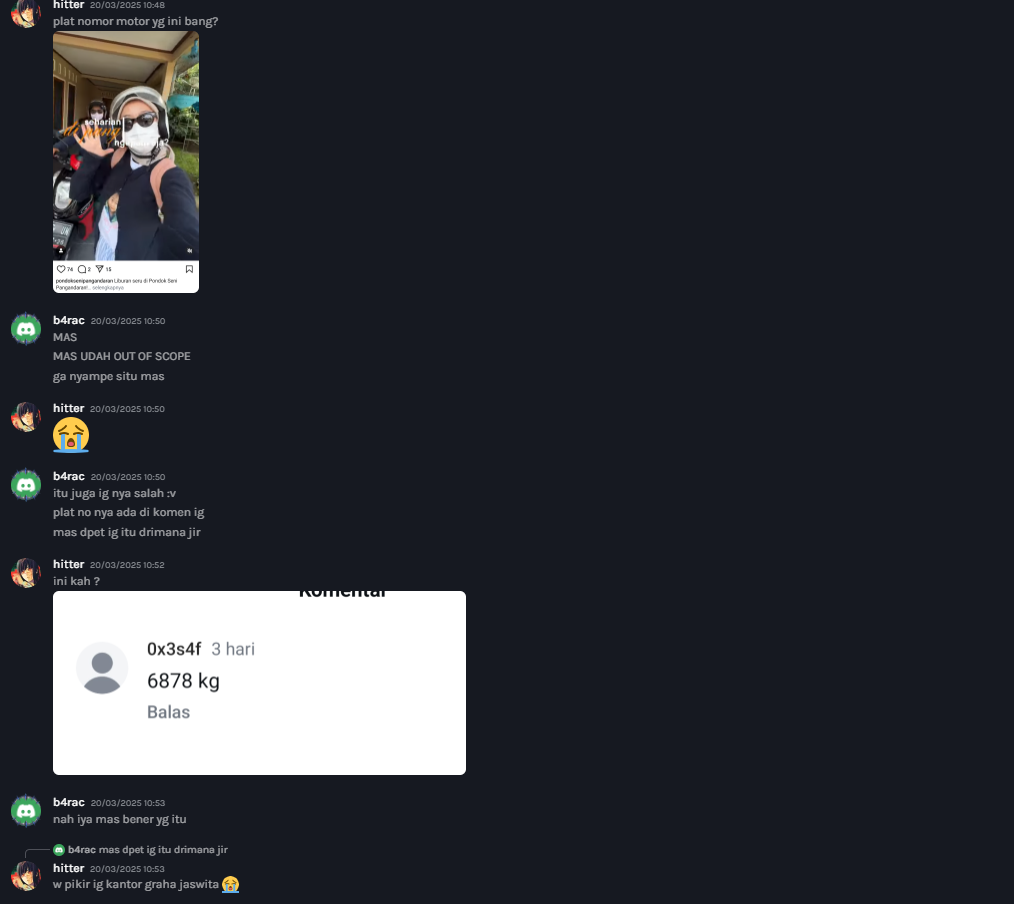 hitter 20/03/2025 10:48
plat nomor motor yg ini bang?
seharian
74 2 15
pondoksenipangandaran Liburan seru di Pondok Seni
Pangandaran!.. selengkapnya
b4rac 20/03/2025 10:50
MAS
MAS UDAH OUT OF SCOPE
ga nyampe situ mas
hitter 20/03/2025 10:50
b4rac 20/03/2025 10:50
itu juga ig nya salah :v
plat no nya ada di komen ig
mas dpet ig itu drimana jir
hitter 20/03/2025 10:52
ini kah ?
Komentar
0x3s4f 3 hari
6878 kg
Balas
b4rac 20/03/2025 10:53
nah iya mas bener yg itu
b4rac mas dpet ig itu drimana jir
hitter 20/03/2025 10:53
w pikir ig kantor graha jaswita 😭